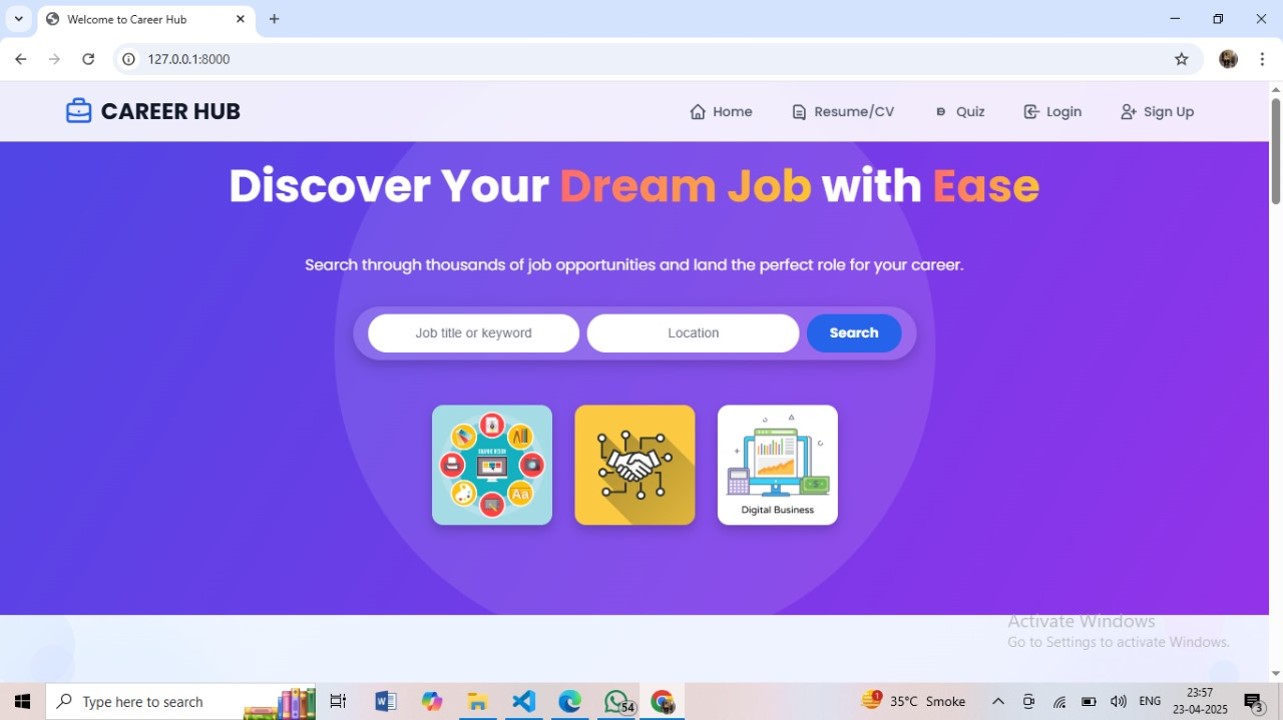 Welcome to Career Hub
127.0.0.1:8000
CAREER HUB
Home
Resume/CV
Quiz
Login
Sign Up
Discover Your Dream Job with Ease
Search through thousands of job opportunities and land the perfect role for your career.
Job title or keyword
Location
Search
GRAPHIC DESIGN
Aa
Digital Business
Activate Windows
Go to Settings to activate Windows.
Type here to search
54
1
35°C Smoke
ENG
23:57
23-04-2025
3